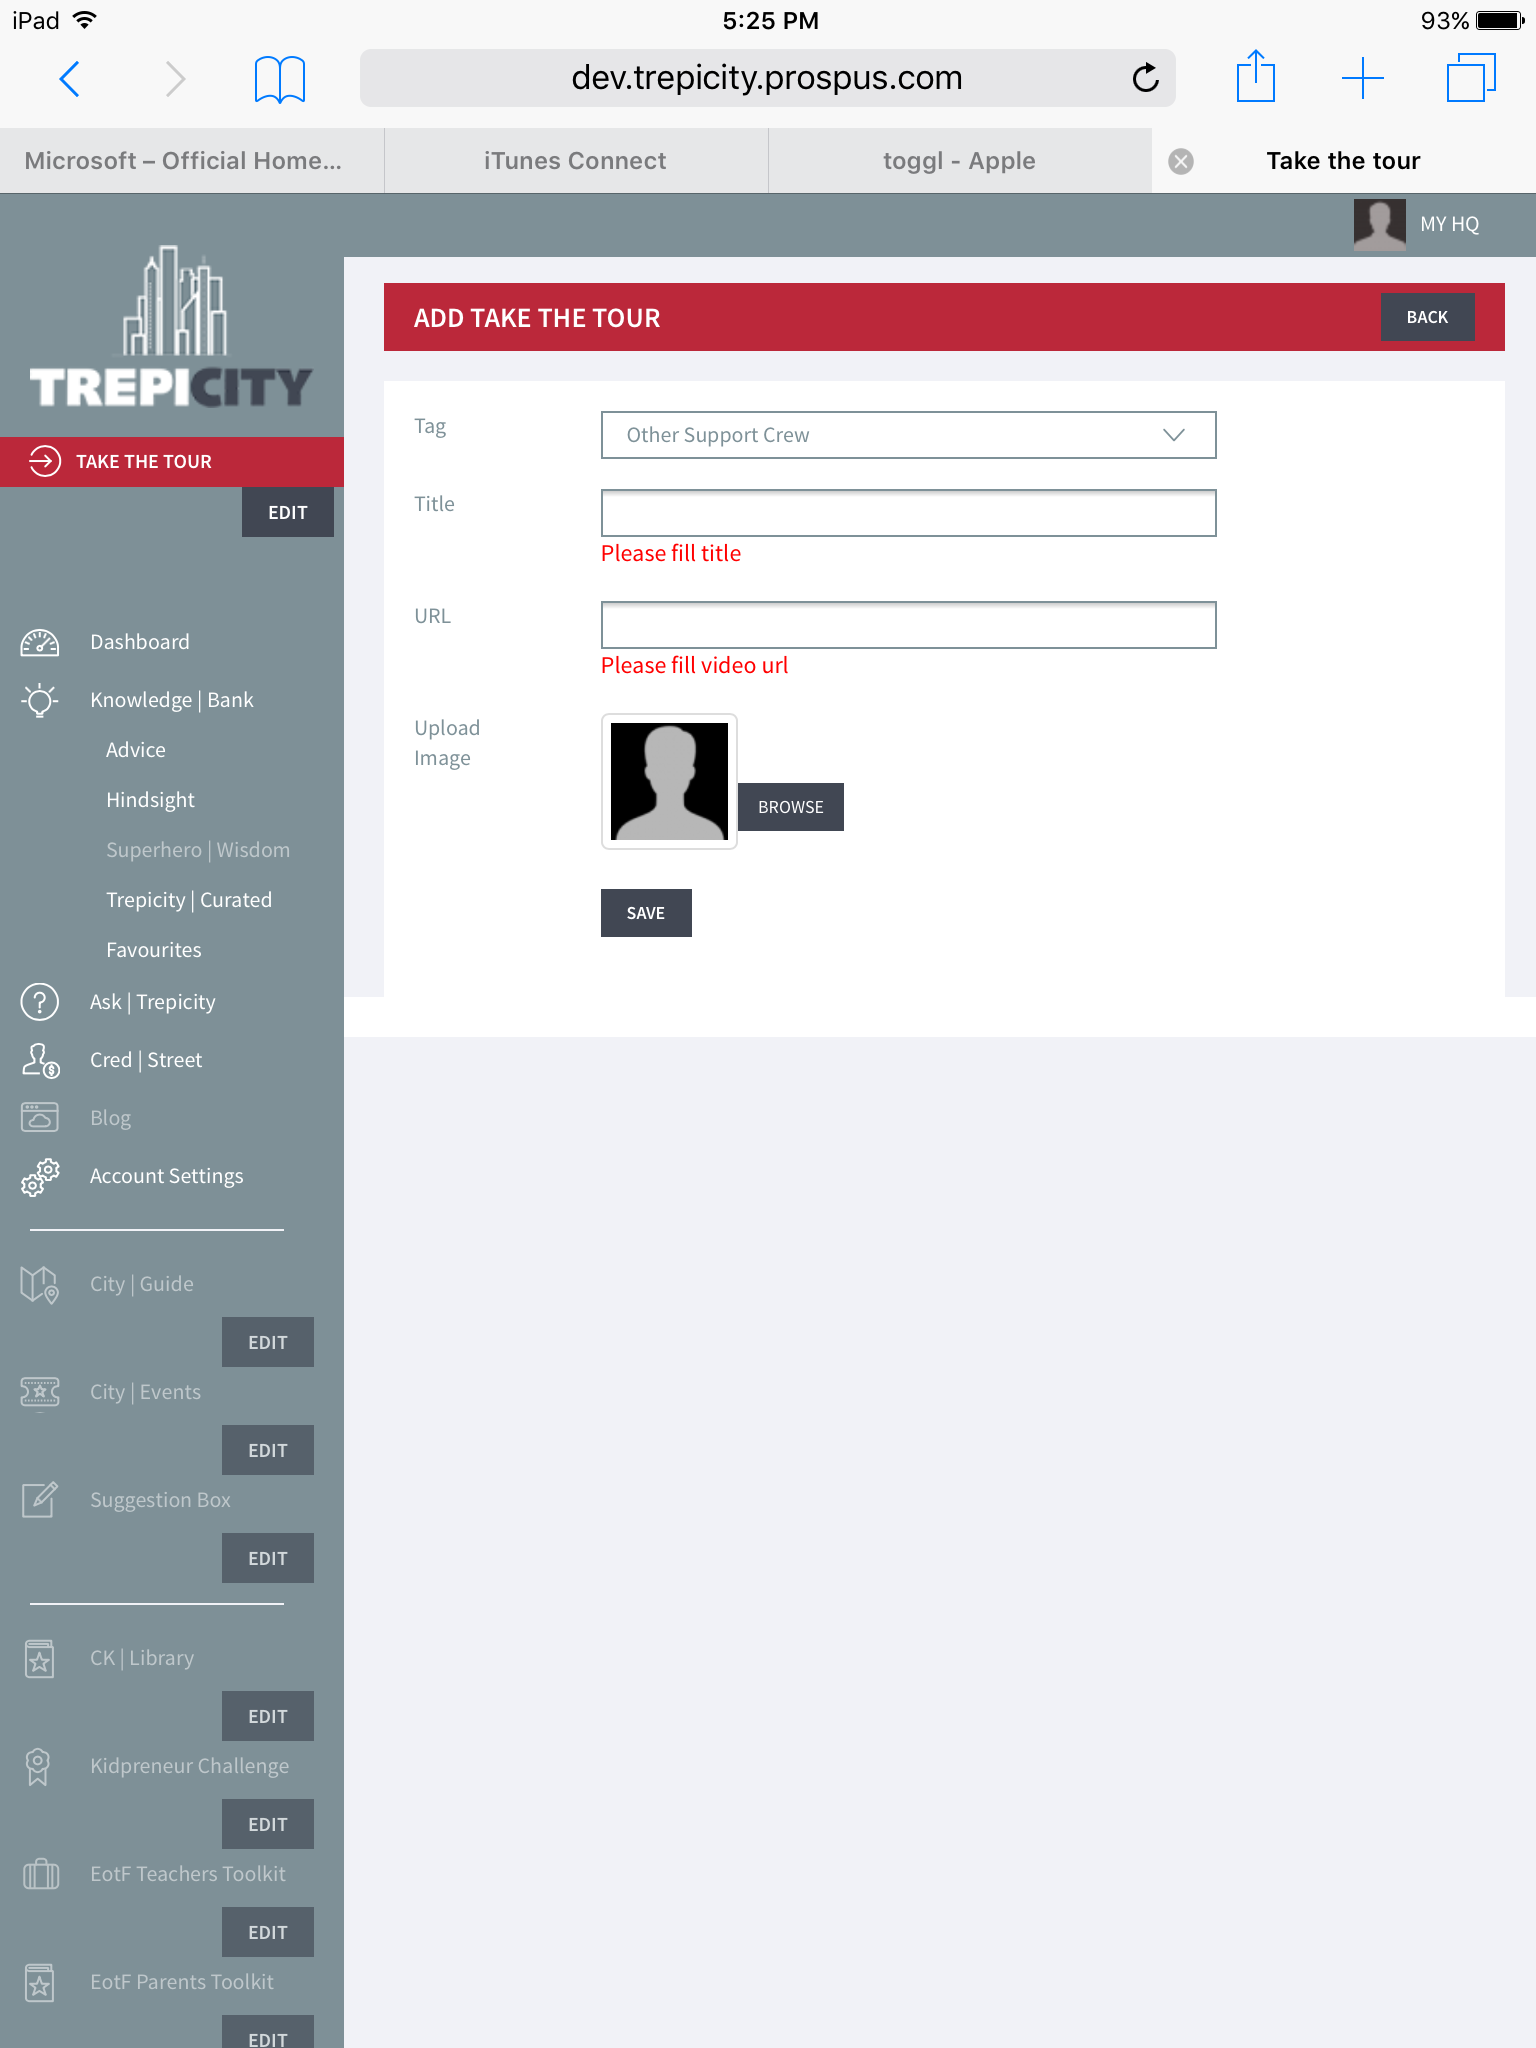 iPad
5:25 PM
93%
dev.trepicity.prospus.com
Microsoft – Official Home...
iTunes Connect
toggl - Apple
Take the tour
MY HQ
TREPICITY
ADD TAKE THE TOUR
BACK
TAKE THE TOUR
EDIT
Tag
Other Support Crew
Title
Please fill title
URL
Please fill video url
Upload
Image
BROWSE
SAVE
Dashboard
Knowledge | Bank
Advice
Hindsight
Superhero | Wisdom
Trepicity | Curated
Favourites
Ask | Trepicity
Cred | Street
Blog
Account Settings
City | Guide
EDIT
City | Events
EDIT
Suggestion Box
EDIT
CK | Library
EDIT
Kidpreneur Challenge
EDIT
EotF Teachers Toolkit
EDIT
EotF Parents Toolkit
EDIT